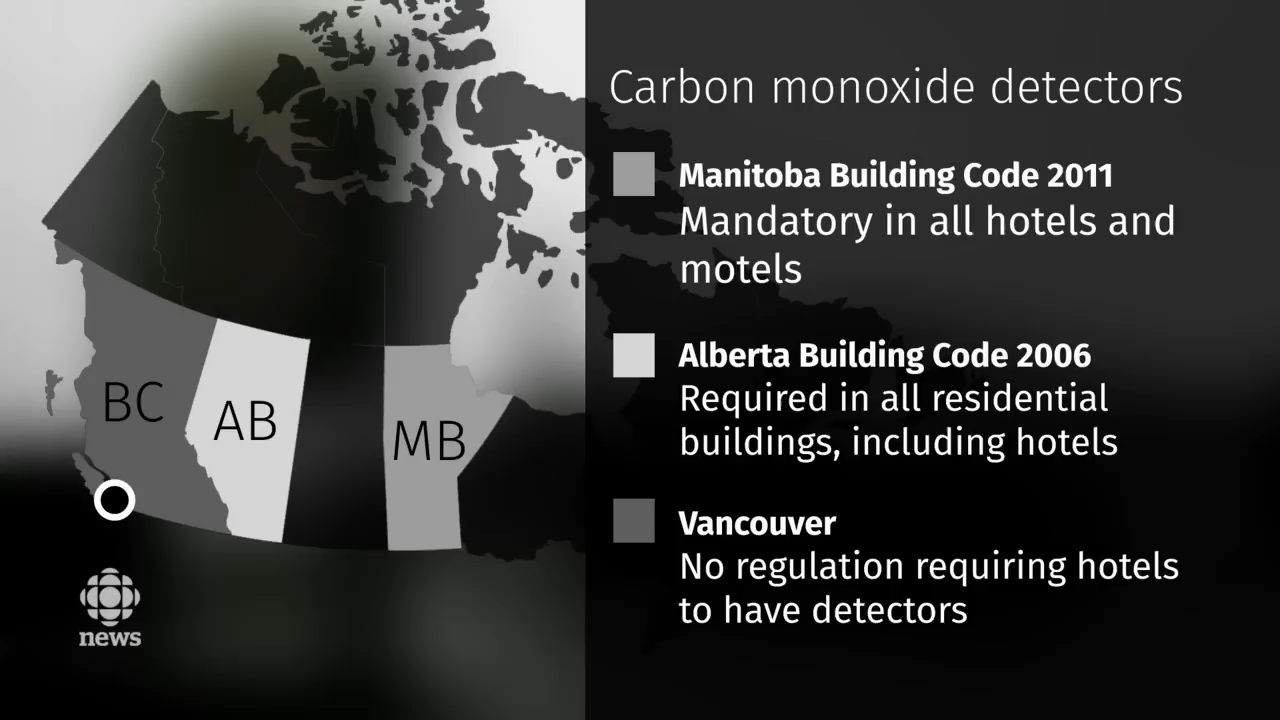 Carbon monoxide detectors
Manitoba Building Code 2011
Mandatory in all hotels and
motels
Alberta Building Code 2006
Required in all residential
buildings, including hotels
Vancouver
No regulation requiring hotels
to have detectors
BC
AB
MB
news